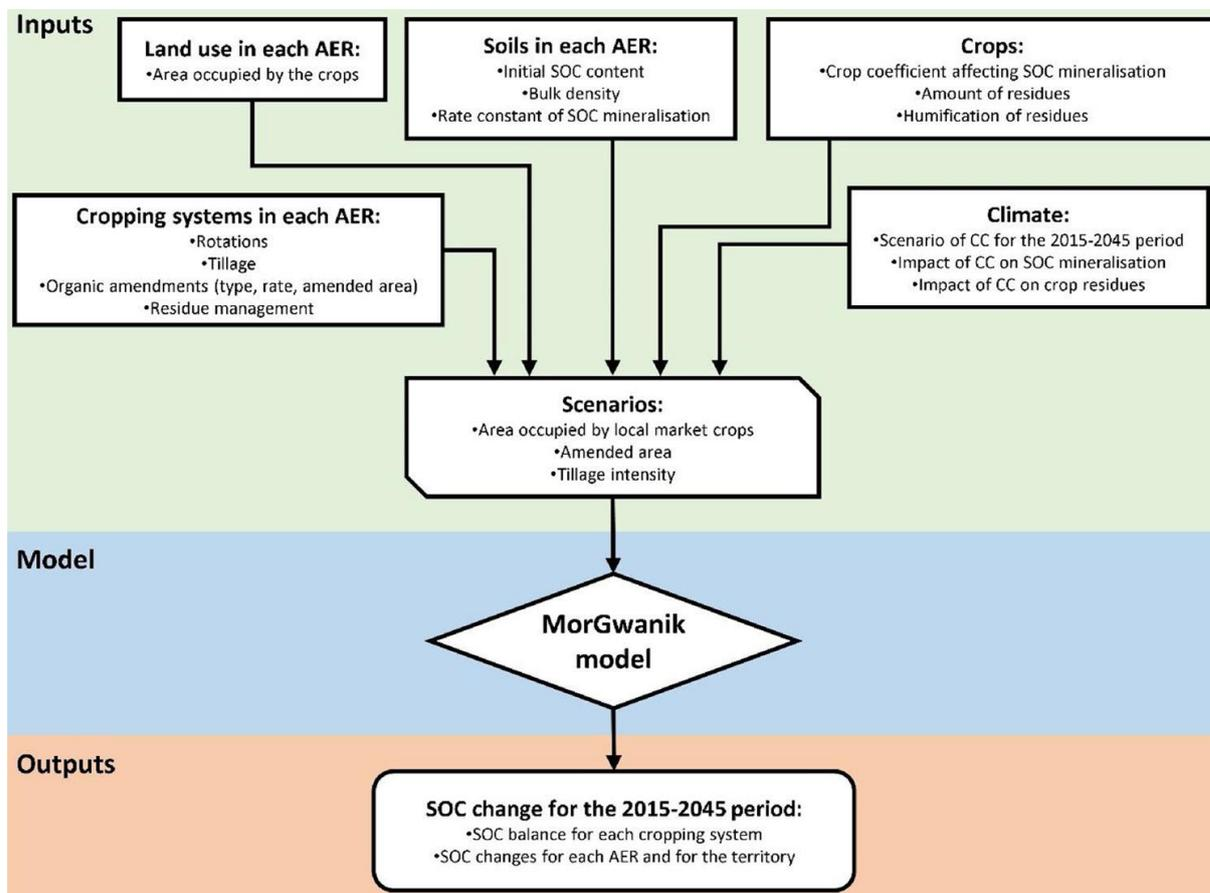 Inputs
Land use in each AER:
•Area occupied by the crops
Soils in each AER:
•Initial SOC content
•Bulk density
•Rate constant of SOC mineralisation
Crops:
•Crop coefficient affecting SOC mineralisation
•Amount of residues
•Humification of residues
Cropping systems in each AER:
•Rotations
•Tillage
•Organic amendments (type, rate, amended area)
•Residue management
Climate:
•Scenario of CC for the 2015-2045 period
•Impact of CC on SOC mineralisation
•Impact of CC on crop residues
Scenarios:
•Area occupied by local market crops
•Amended area
•Tillage intensity
Model
MorGwanik
model
Outputs
SOC change for the 2015-2045 period:
•SOC balance for each cropping system
•SOC changes for each AER and for the territory